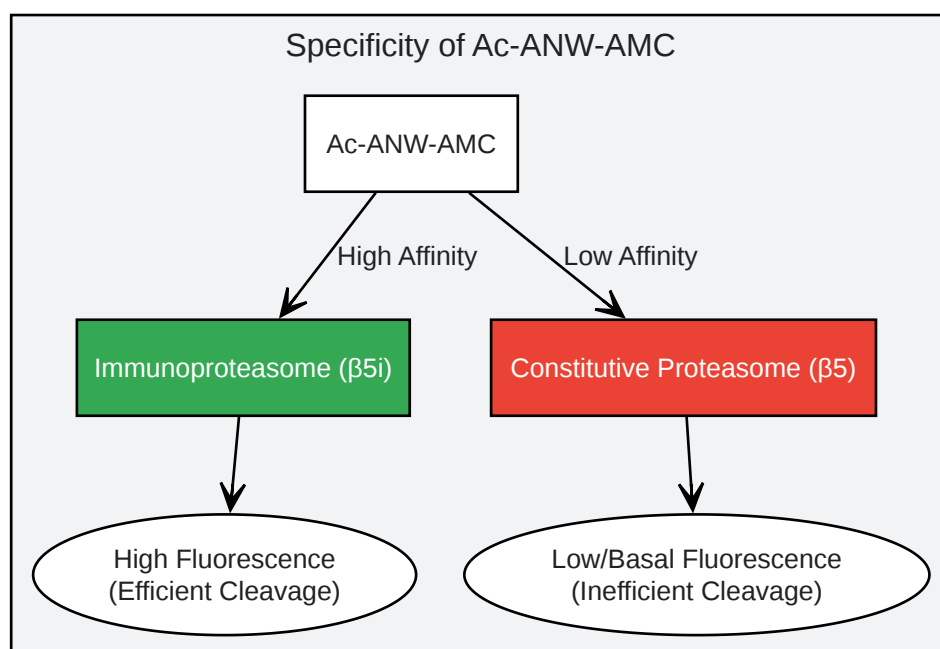 Specificity of Ac-ANW-AMC
Ac-ANW-AMC
High Affinity
Low Affinity
Immunoproteasome (β5i)
Constitutive Proteasome (β5)
High Fluorescence
(Efficient Cleavage)
Low/Basal Fluorescence
(Inefficient Cleavage)